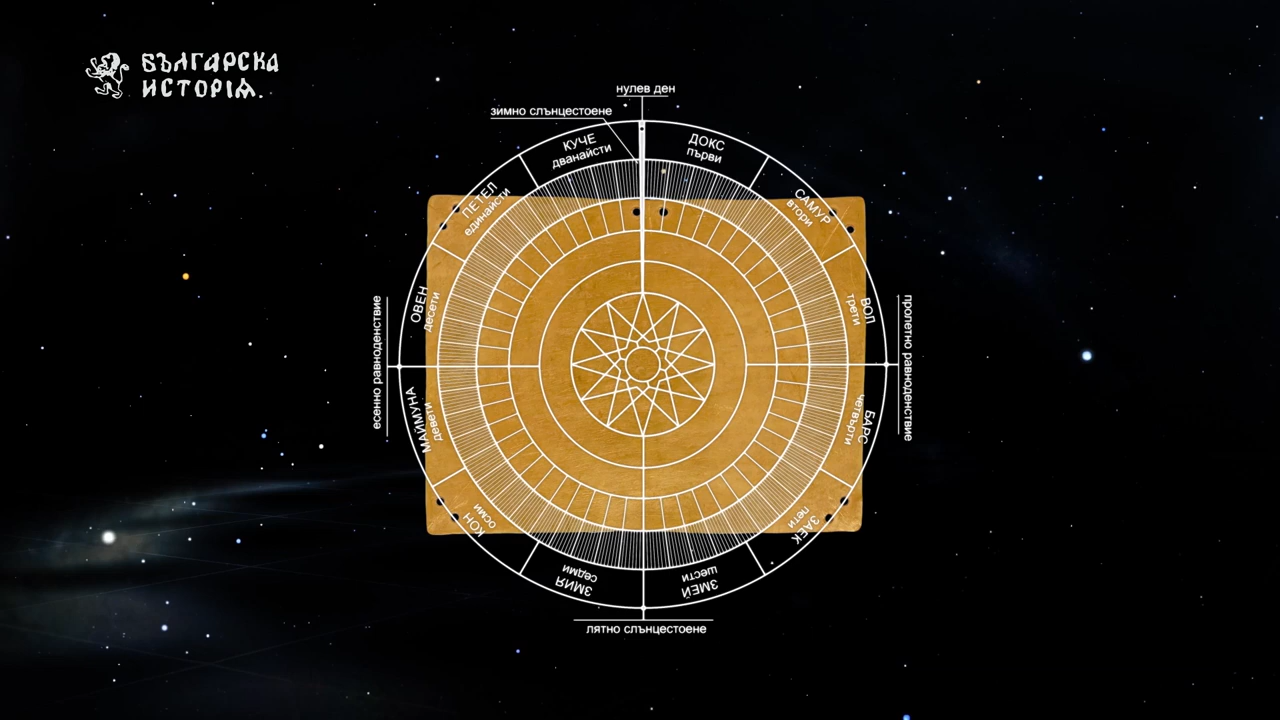 БЪЛГАРСКА
ИСТОРІѨ.
нулев ден
зимно слънцестоене
ДОКС
първи
САМУР
втори
ВОЛ
трети
пролетно равноденствие
БАРС
четвърти
ЗАЕК
пети
ЗМЕЙ
шести
лятно слънцестоене
ЗМИЯ
седми
КОН
осми
МАЙМУНА
девети
есенно равноденствие
ОВЕН
десети
ПЕТЕЛ
единайсти
КУЧЕ
дванайсти